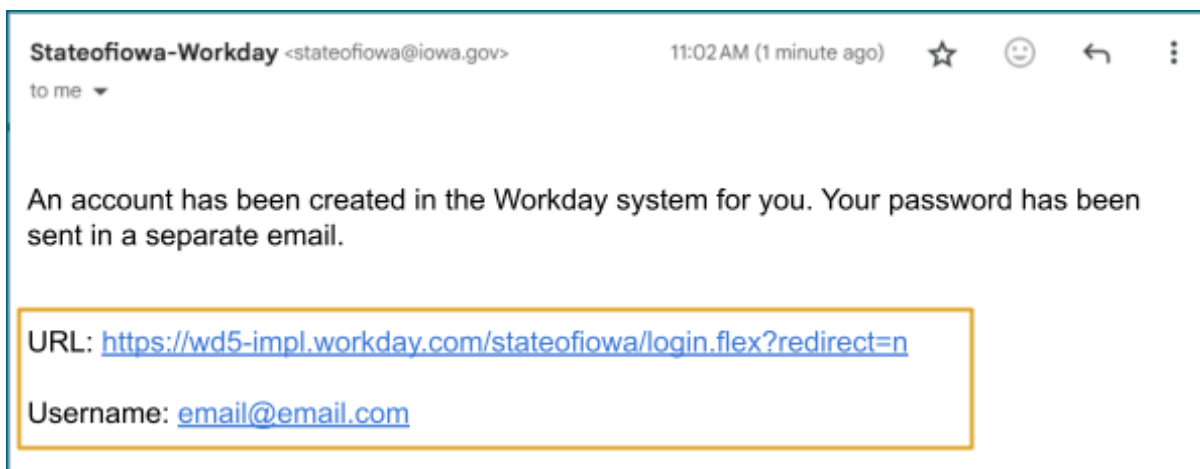 Stateofiowa-Workday <stateofiowa@iowa.gov> 11:02 AM (1 minute ago)
to me
An account has been created in the Workday system for you. Your password has been
sent in a separate email.
URL: https://wd5-impl.workday.com/stateofiowa/login.flex?redirect=n
Username: email@email.com